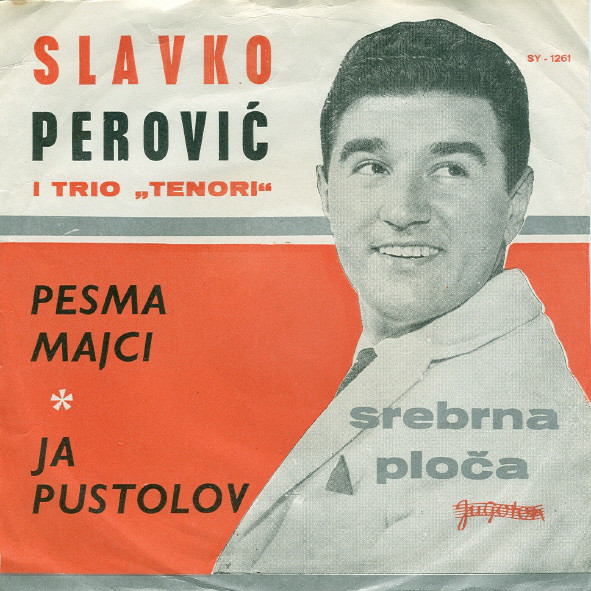 SLAVKO
PEROVIĆ
I TRIO „TENORI“
SY - 1261
PESMA
MAJCI
*
JA
PUSTOLOV
srebrna
ploča
Jugoton